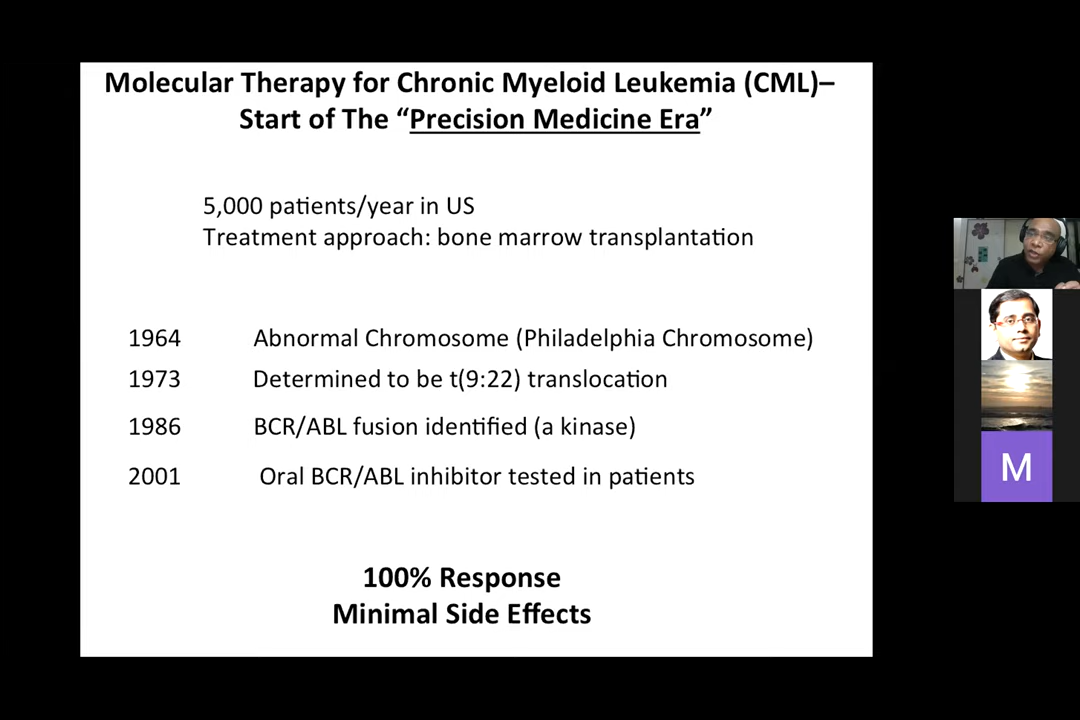 Molecular Therapy for Chronic Myeloid Leukemia (CML)–
Start of The “Precision Medicine Era”
5,000 patients/year in US
Treatment approach: bone marrow transplantation
1964 Abnormal Chromosome (Philadelphia Chromosome)
1973 Determined to be t(9:22) translocation
1986 BCR/ABL fusion identified (a kinase)
2001 Oral BCR/ABL inhibitor tested in patients
100% Response
Minimal Side Effects
M